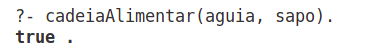 ?- cadeiaAlimentar(aguia, sapo).
true .